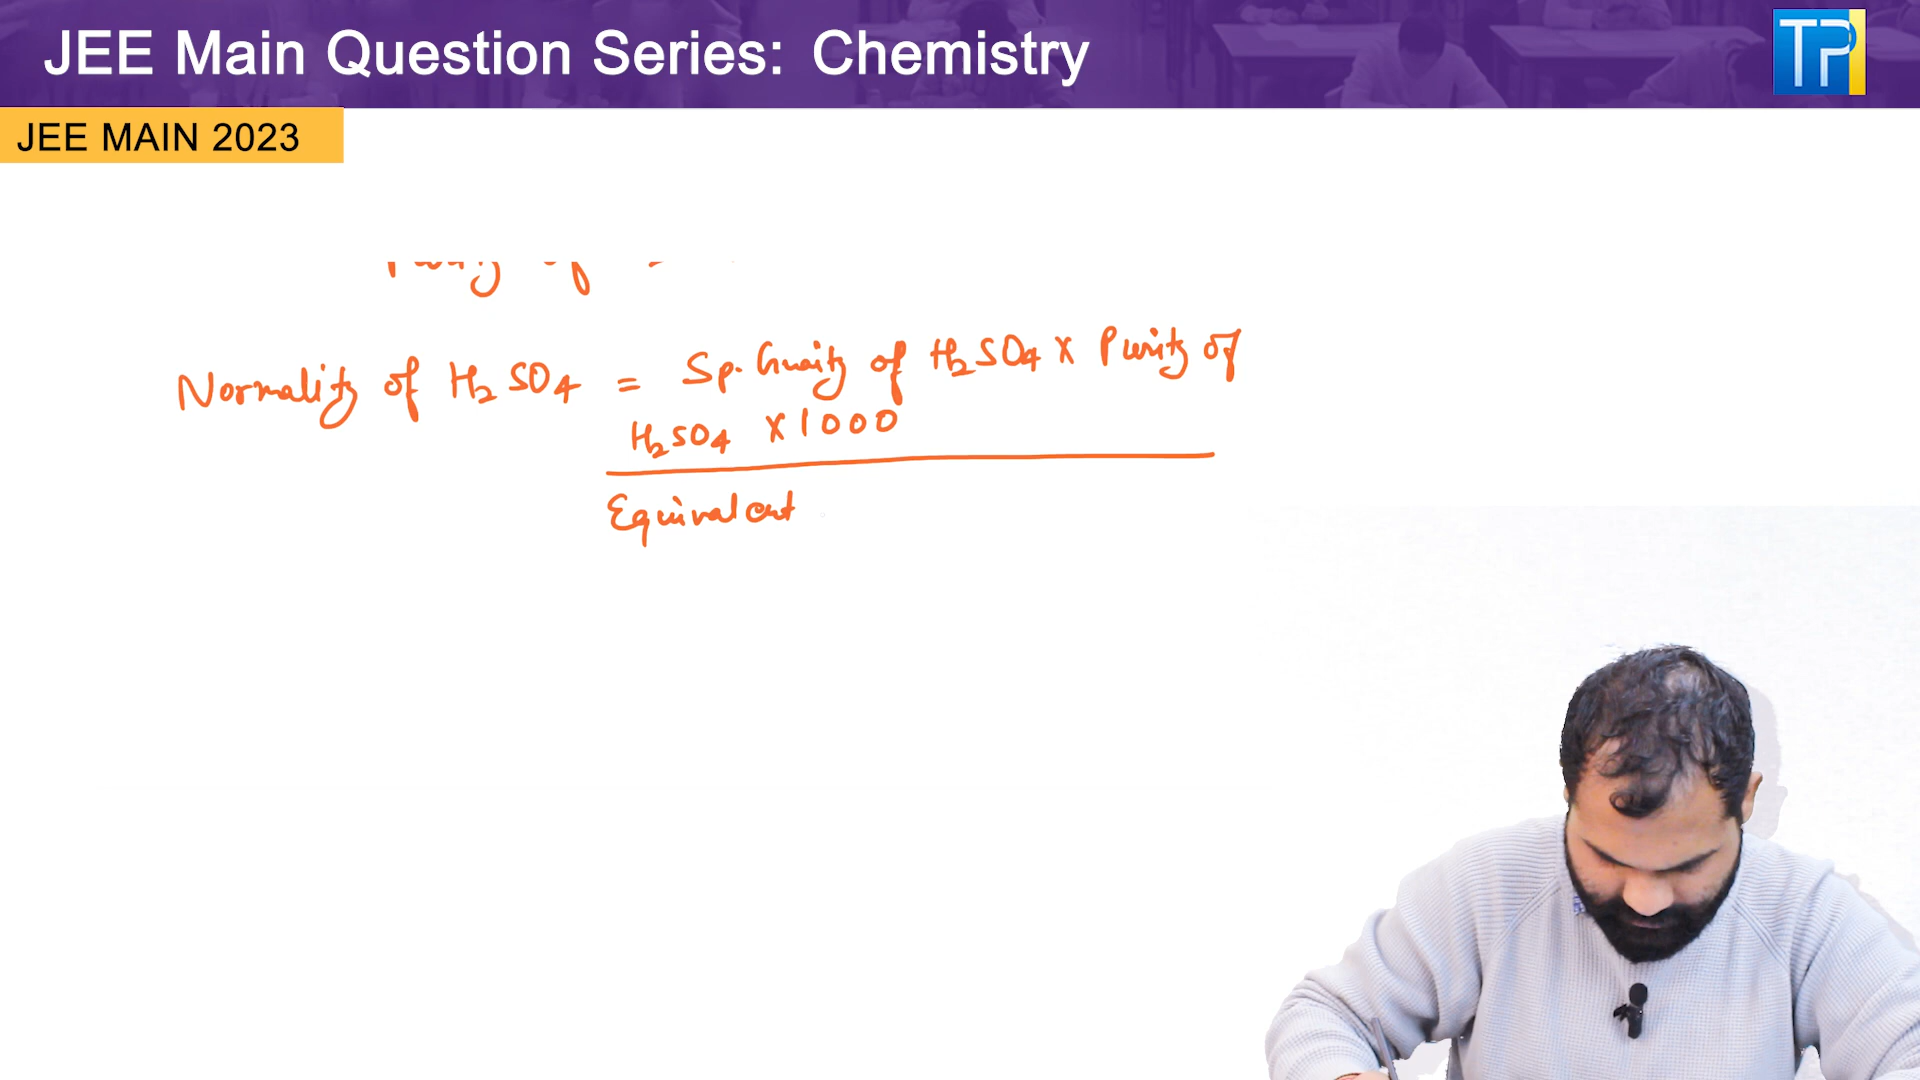 JEE Main Question Series: Chemistry
TP
JEE MAIN 2023
Normality of H₂SO₄ = Sp. Gravity of H₂SO₄ x Purity of
H₂SO₄ x 1000
Equivalent